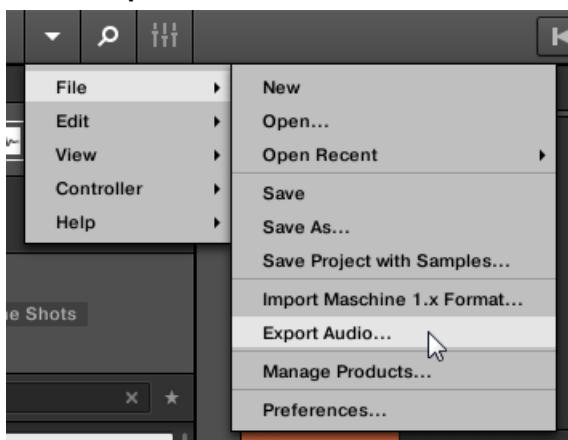 File
Edit
View
Controller
Help
New
Open...
Open Recent
Save
Save As...
Save Project with Samples...
Import Maschine 1.x Format...
Export Audio...
Manage Products...
Preferences...
Shots